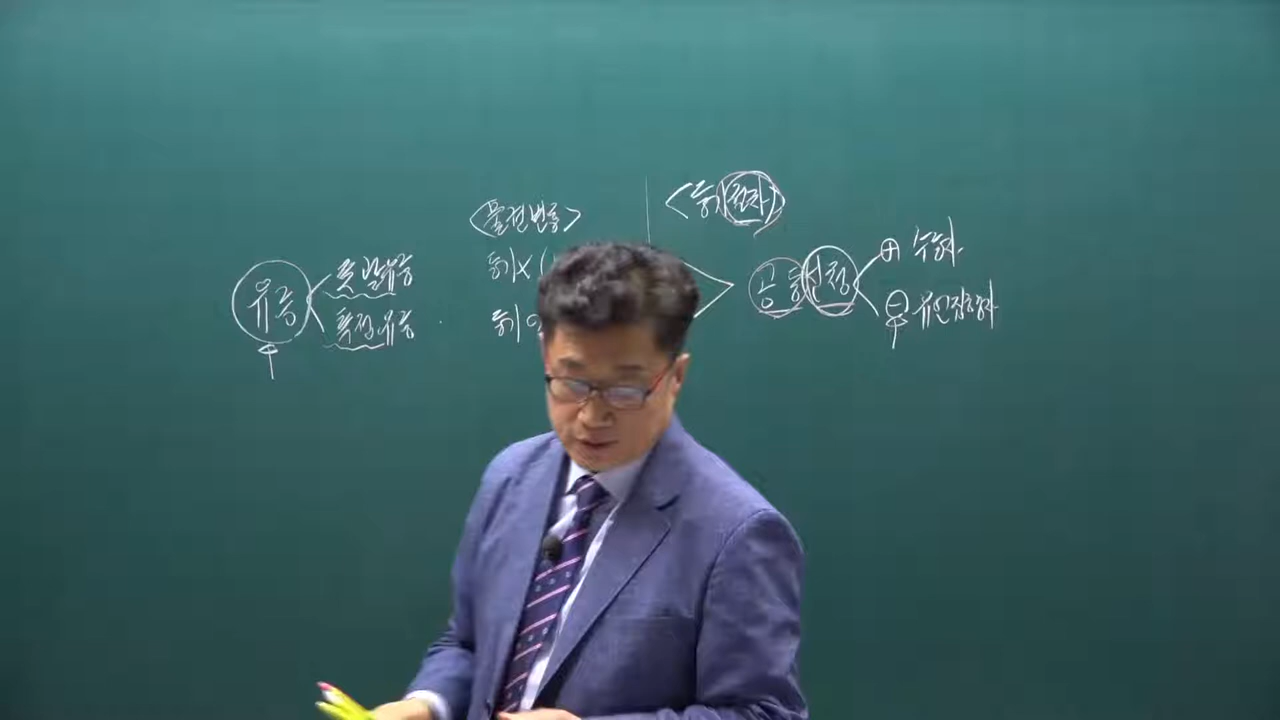 <물권변동>
<등기절차>
유증
포괄유증
특정유증
등기X (
등기
공동신청
⊕ 수증자
⊖ 유언집행자